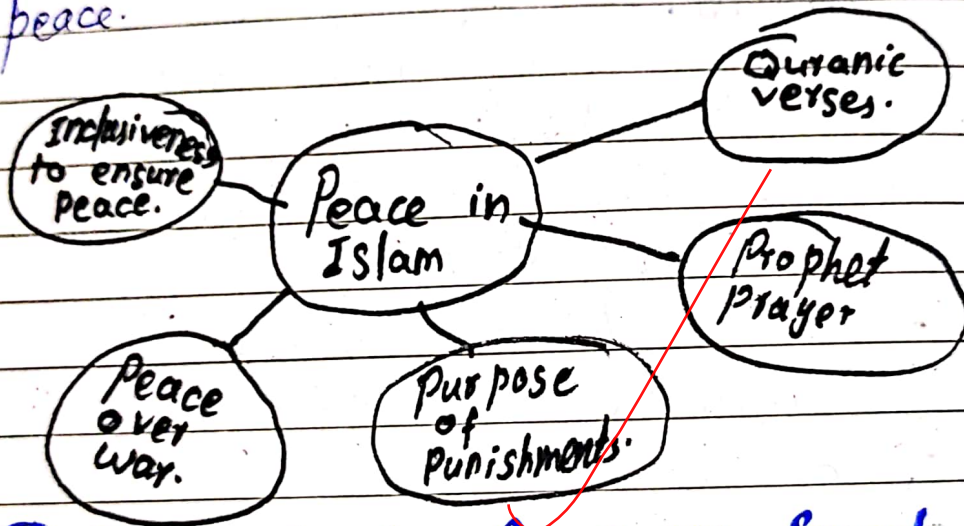 peace.
Quranic
verses.
Inclusiveness
to ensure
peace.
Peace in
Islam
Prophet
prayer
Peace
over
war.
Purpose
of
punishments.